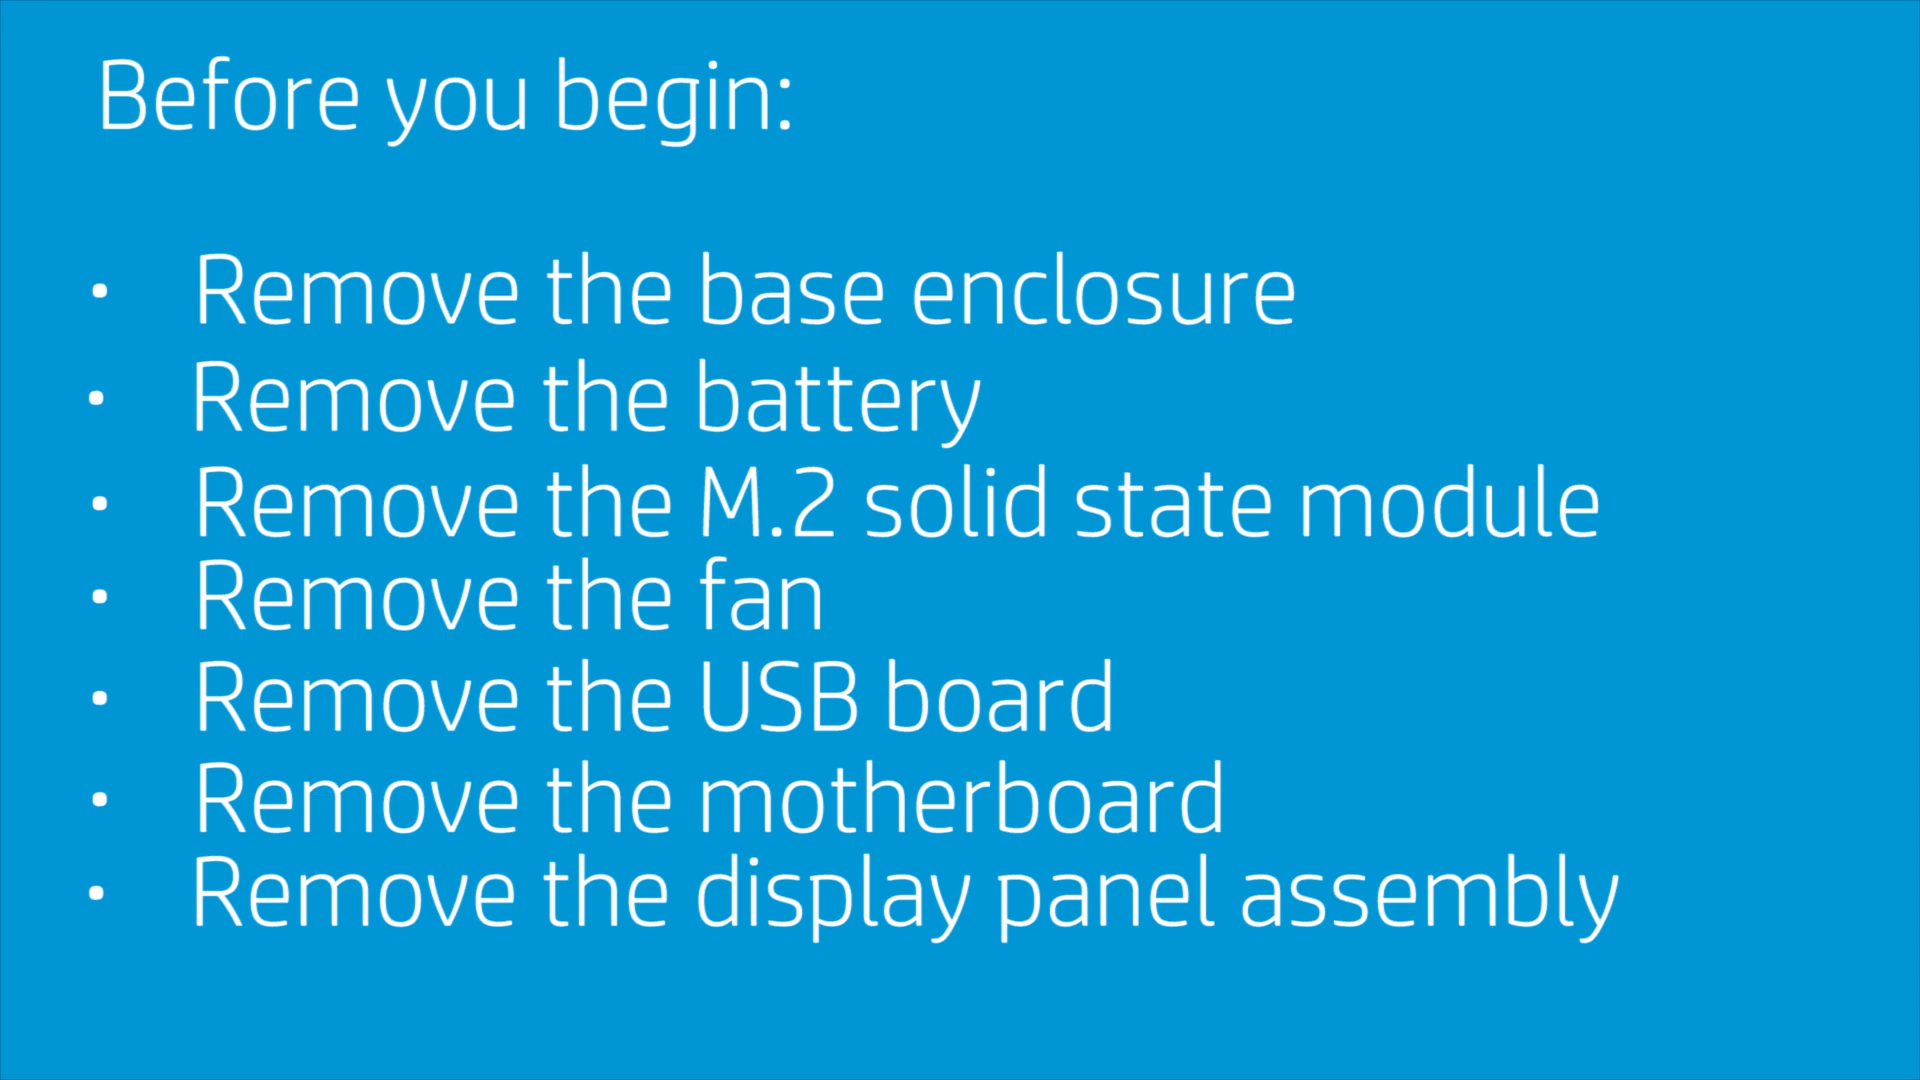 Before you begin:
• Remove the base enclosure
• Remove the battery
• Remove the M.2 solid state module
• Remove the fan
• Remove the USB board
• Remove the motherboard
• Remove the display panel assembly